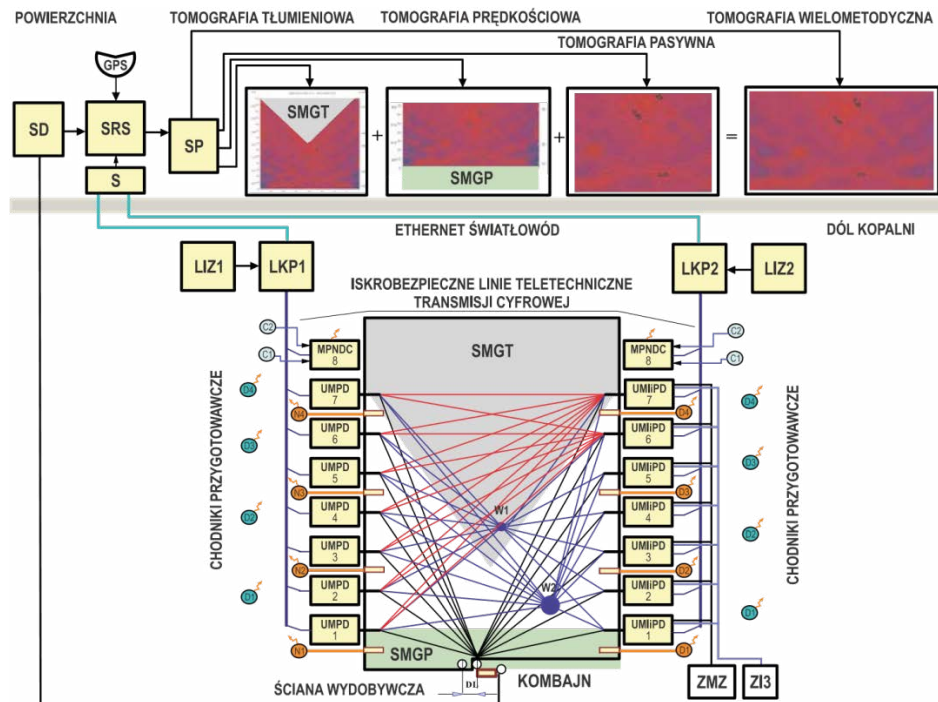 POWIERZCHNIA
TOMOGRAFIA TŁUMIENIOWA
TOMOGRAFIA PRĘDKOŚCIOWA
TOMOGRAFIA WIELOMETODYCZNA
TOMOGRAFIA PASYWNA
GPS
SD
SRS
SP
S
SMGT
+
SMGP
+
=
ETHERNET ŚWIATŁOWÓD
DÓL KOPALNI
LIZ1
LKP1
LKP2
LIZ2
ISKROBEZPIECZNE LINIE TELETECHNICZNE
TRANSMISJI CYFROWEJ
C2
C1
MPNDC
8
SMGT
MPNDC
8
C2
C1
CHODNIKI PRZYGOTOWAWCZE
D4
D3
D2
D1
UMPD
7
N4
UMPD
6
UMPD
5
N3
UMPD
4
UMPD
3
N2
UMPD
2
UMPD
1
N1
W1
W2
SMGP
UMIiPD
7
D4
UMIiPD
6
UMIiPD
5
D3
UMIiPD
4
UMIiPD
3
D2
UMIiPD
2
UMIiPD
1
D1
D4
D3
D2
D1
CHODNIKI PRZYGOTOWAWCZE
ŚCIANA WYDOBYWCZA
DL
KOMBAJN
ZMZ
ZI3